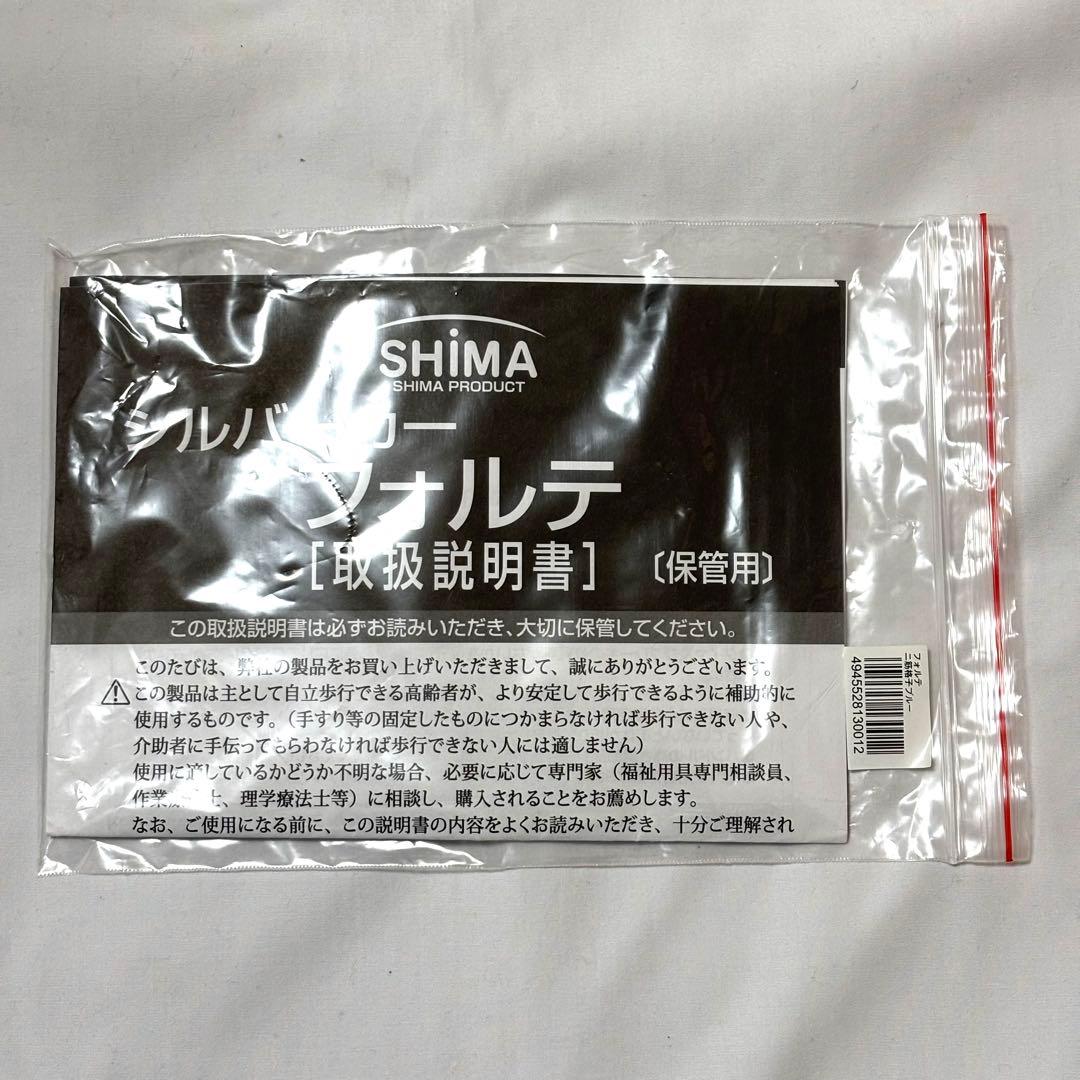 SHiMA
SHIMA PRODUCT
シルバーカー
フォルテ
[取扱説明書] 〔保管用〕
この取扱説明書は必ずお読みいただき、大切に保管してください。
このたびは、弊社の製品をお買い上げいただきまして、誠にありがとうございます。
この製品は主として自立歩行できる高齢者が、より安定して歩行できるように補助的に
使用するものです。（手すり等の固定したものにつかまらなければ歩行できない人や、
介助者に手伝ってもらわなければ歩行できない人には適しません）
使用に適しているかどうか不明な場合、必要に応じて専門家（福祉用具専門相談員、
作業療法士、理学療法士等）に相談し、購入されることをお薦めします。
なお、ご使用になる前に、この説明書の内容をよくお読みいただき、十分ご理解され
フォルテ
二筋格子ブルー
4945528130012